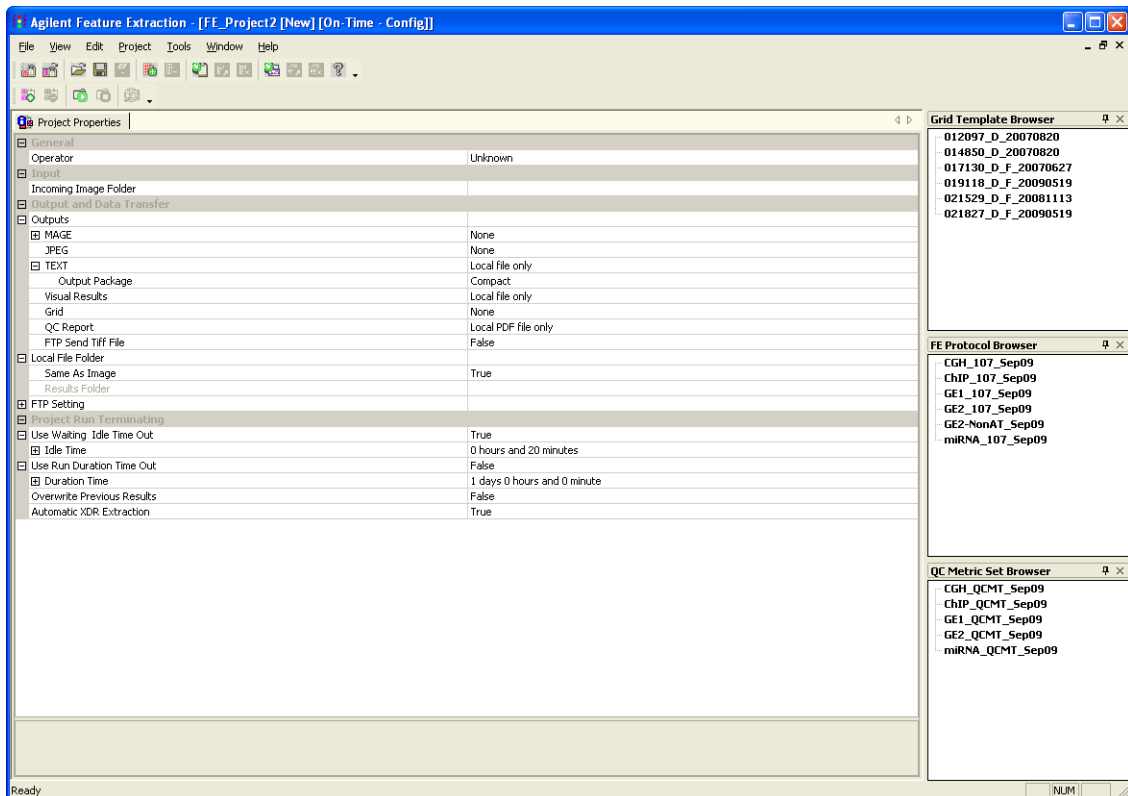 Agilent Feature Extraction - [FE_Project2 [New] [On-Time - Config]]
File View Edit Project Tools Window Help
Project Properties
General
Operator Unknown
Input
Incoming Image Folder
Output and Data Transfer
Outputs
MAGE None
JPEG None
TEXT Local file only
Output Package Compact
Visual Results Local file only
Grid None
QC Report Local PDF file only
FTP Send Tiff File False
Local File Folder
Same As Image True
Results Folder
FTP Setting
Project Run Terminating
Use Waiting Idle Time Out True
Idle Time 0 hours and 20 minutes
Use Run Duration Time Out False
Duration Time 1 days 0 hours and 0 minute
Overwrite Previous Results False
Automatic XDR Extraction True
Grid Template Browser
012097_D_20070820
014850_D_20070820
017130_D_F_20070627
019118_D_F_20090519
021529_D_F_20081113
021827_D_F_20090519
FE Protocol Browser
CGH_107_Sep09
ChIP_107_Sep09
GE1_107_Sep09
GE2_107_Sep09
GE2-NonAT_Sep09
miRNA_107_Sep09
QC Metric Set Browser
CGH_QCMT_Sep09
ChIP_QCMT_Sep09
GE1_QCMT_Sep09
GE2_QCMT_Sep09
miRNA_QCMT_Sep09
Ready NUM